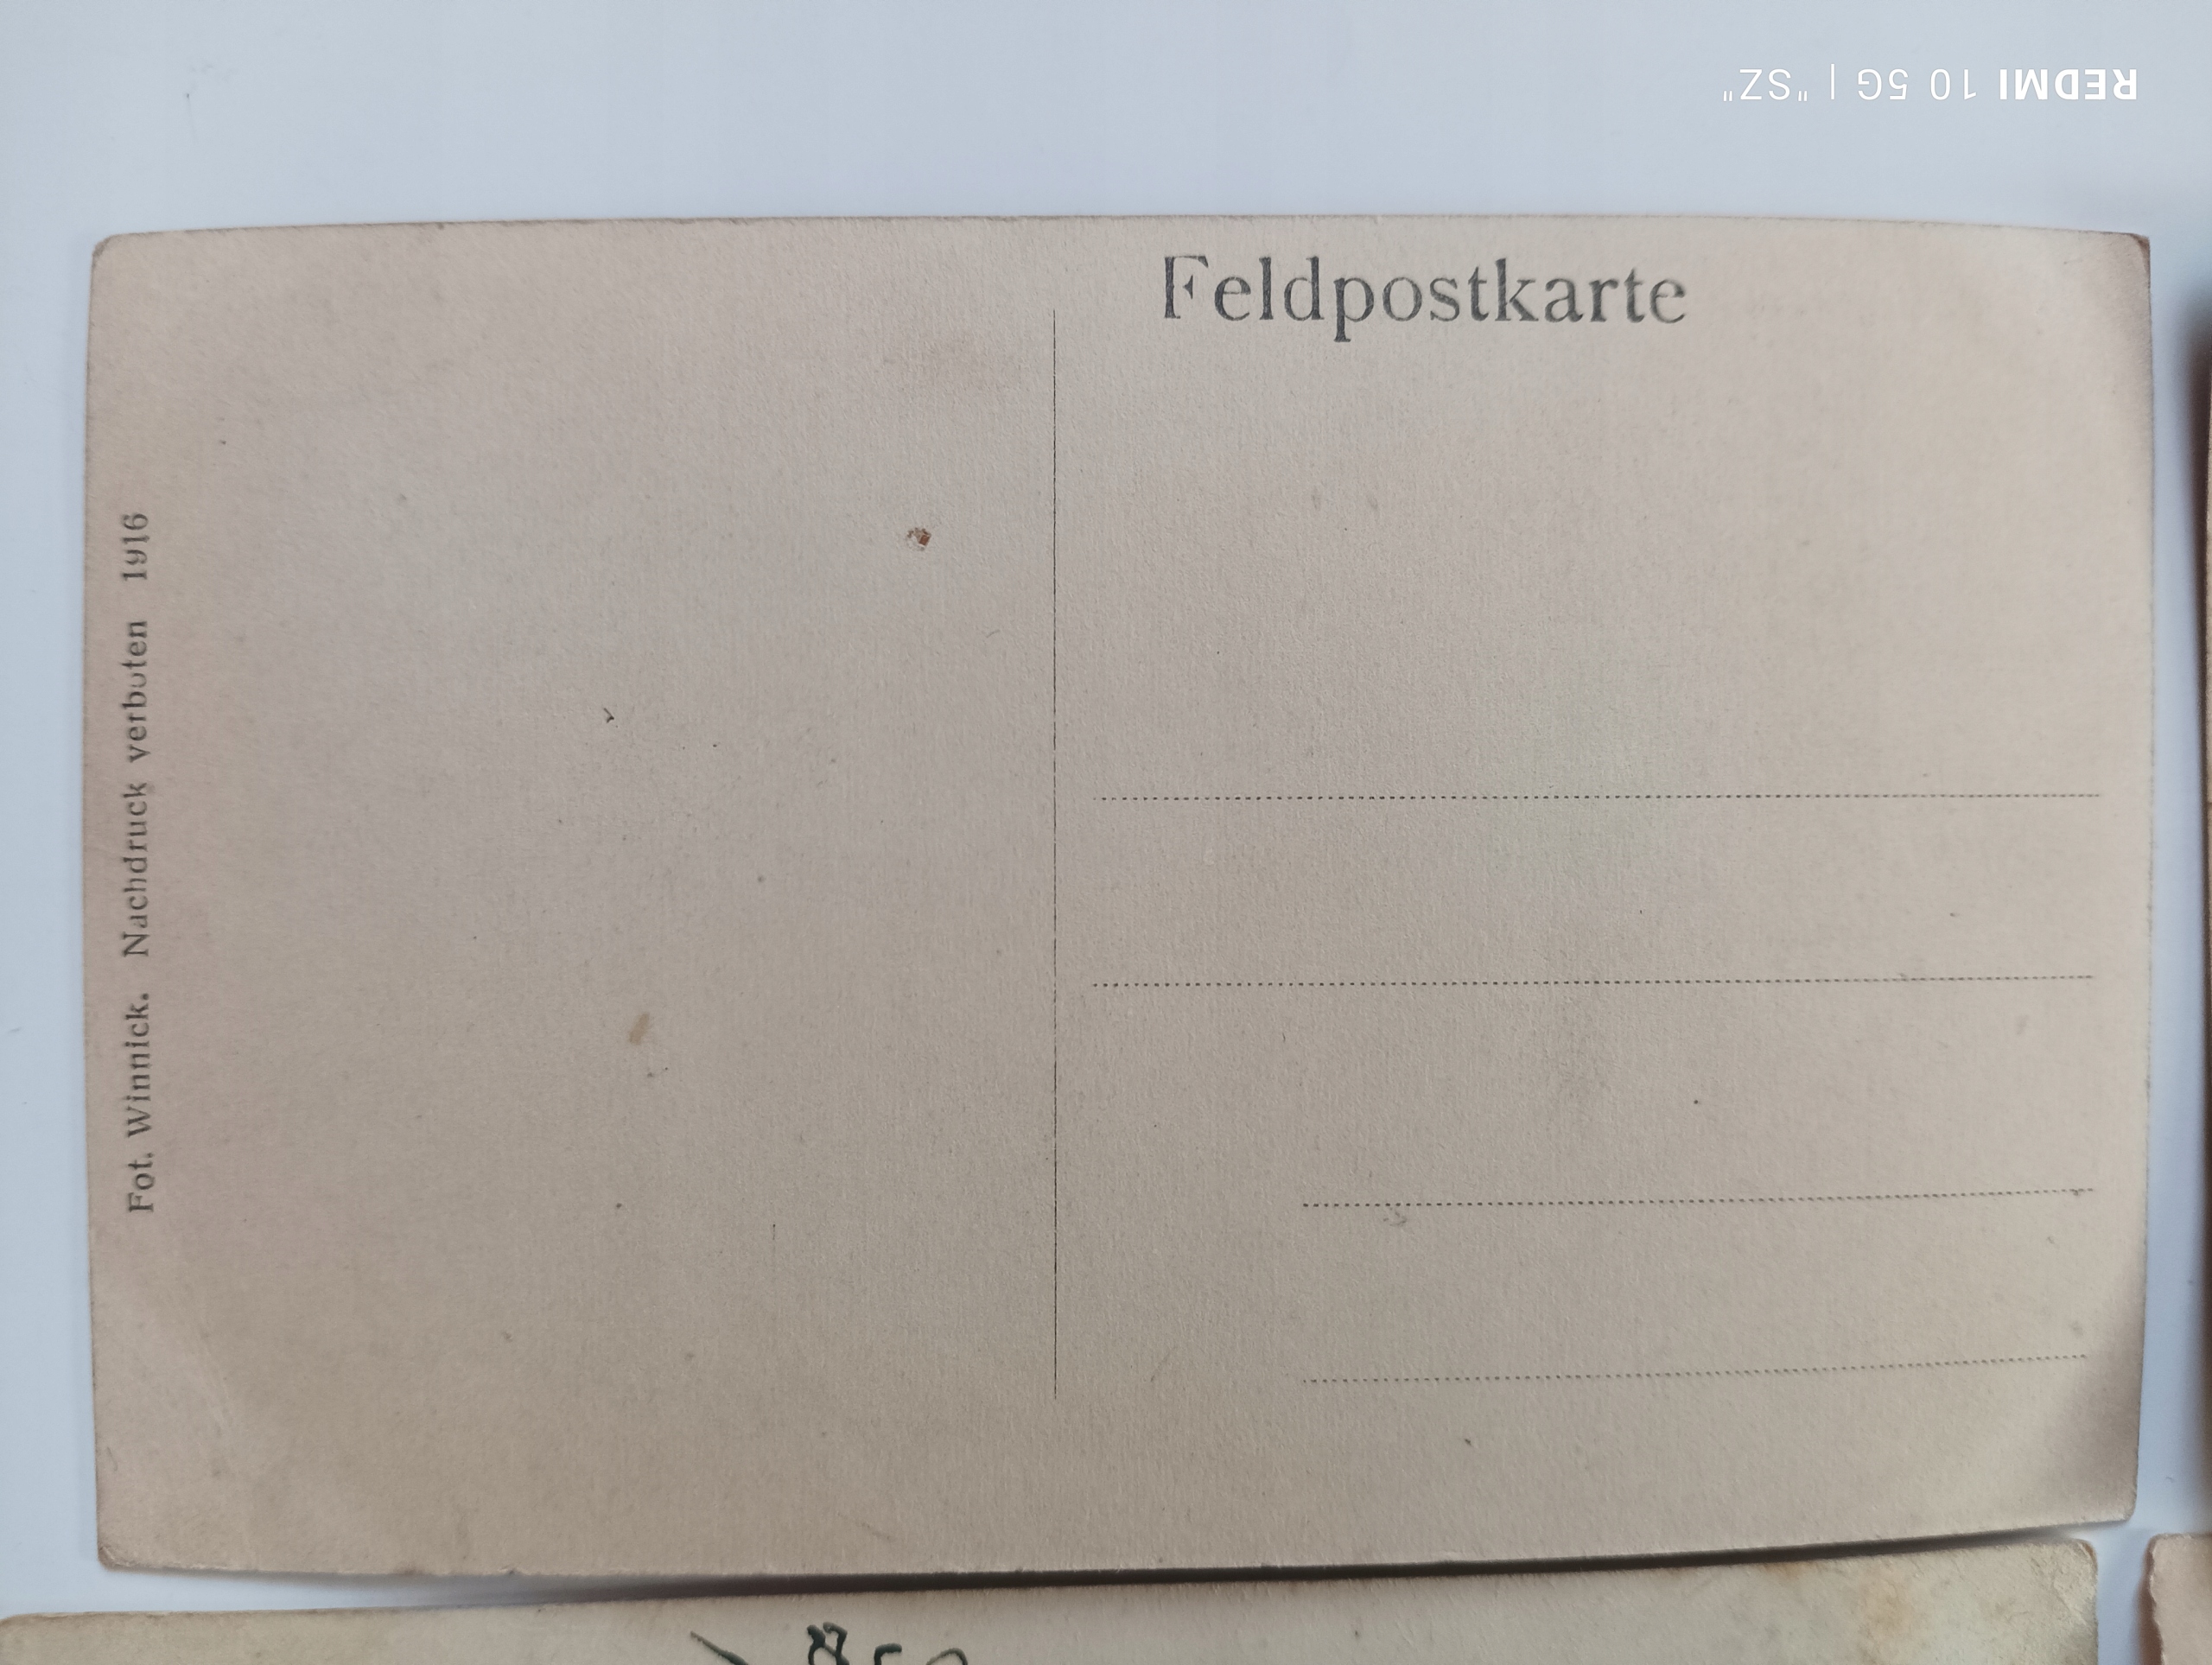 REDMI 10 5G | "SZ"
Feldpostkarte
Fot. Winnick. Nachdruck verboten 1916